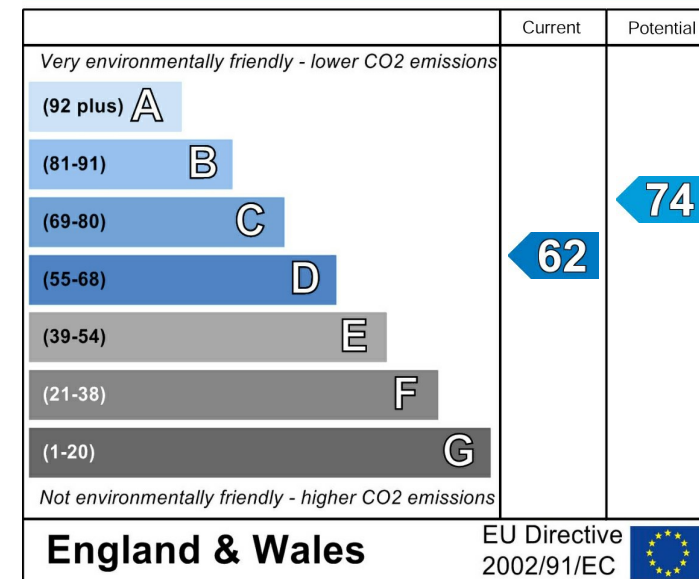 Current Potential
Very environmentally friendly - lower CO2 emissions
(92 plus) A
(81-91) B
(69-80) C
(55-68) D
(39-54) E
(21-38) F
(1-20) G
74
62
Not environmentally friendly - higher CO2 emissions
England & Wales
EU Directive
2002/91/EC